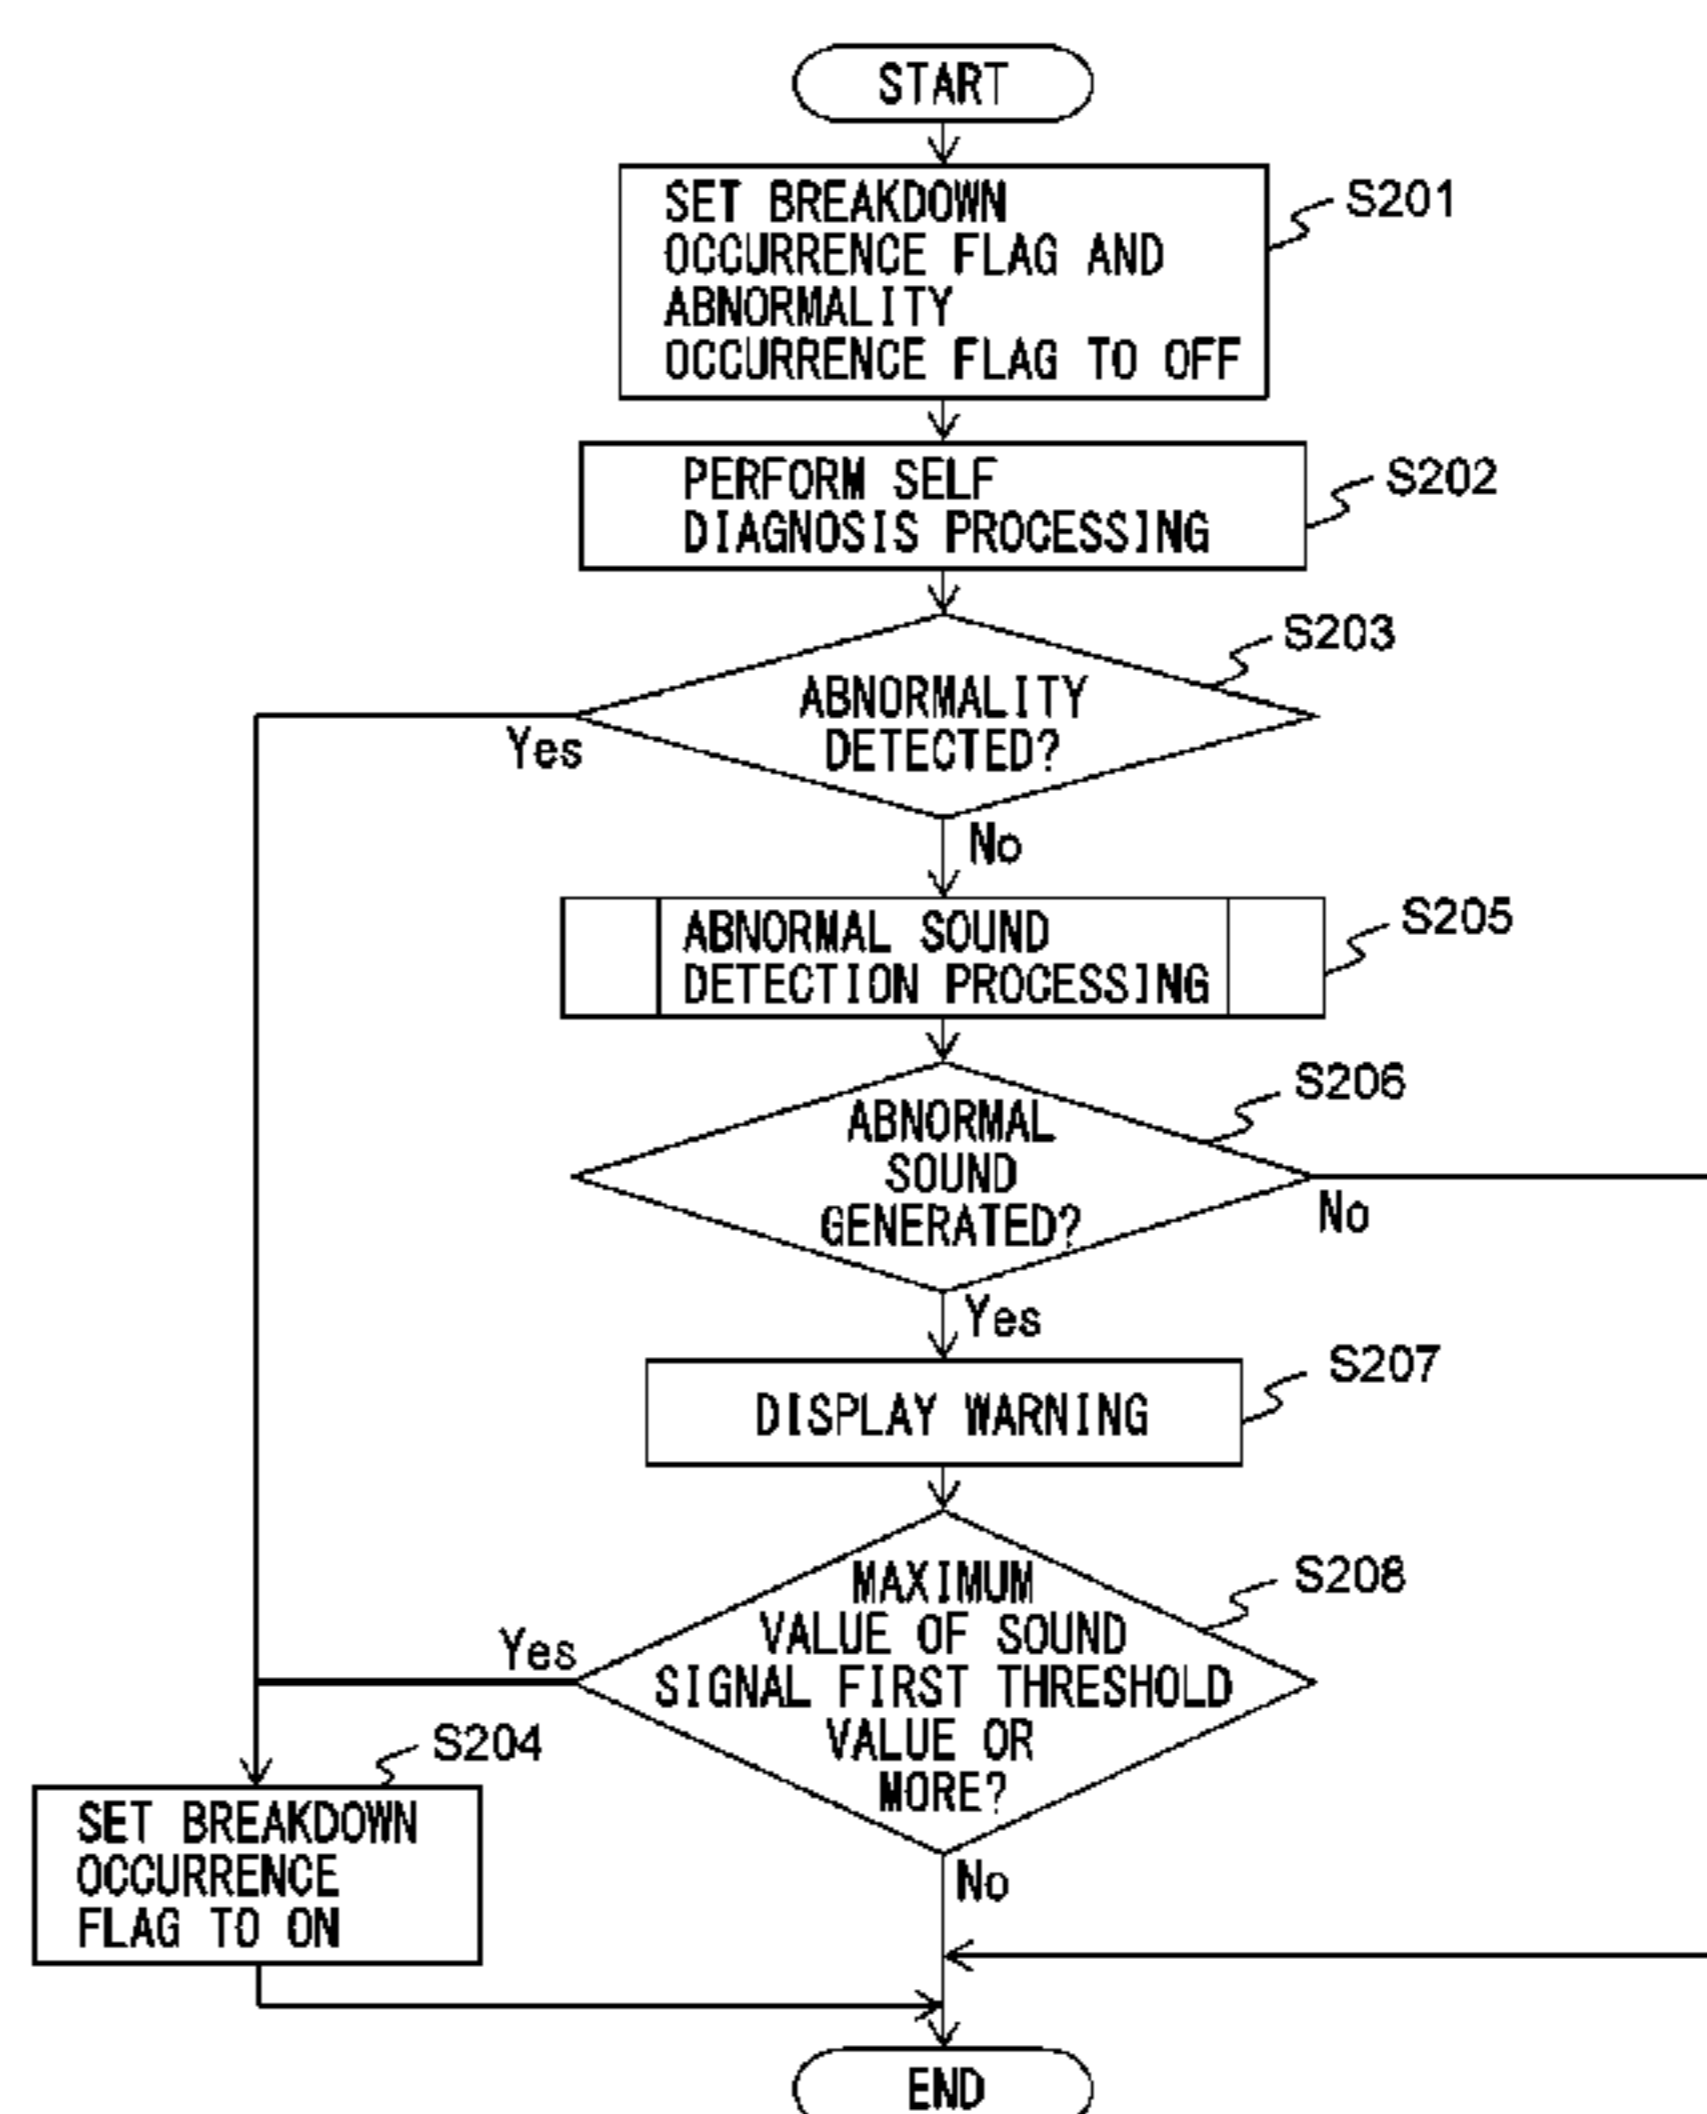 START
SET BREAKDOWN
OCCURRENCE FLAG AND
ABNORMALITY
OCCURRENCE FLAG TO OFF
S201
PERFORM SELF
DIAGNOSIS PROCESSING
S202
ABNORMALITY
DETECTED?
S203
Yes
No
ABNORMAL SOUND
DETECTION PROCESSING
S205
ABNORMAL
SOUND
GENERATED?
S206
No
Yes
DISPLAY WARNING
S207
MAXIMUM
VALUE OF SOUND
SIGNAL FIRST THRESHOLD
VALUE OR
MORE?
S208
Yes
S204
SET BREAKDOWN
OCCURRENCE
FLAG TO ON
No
END